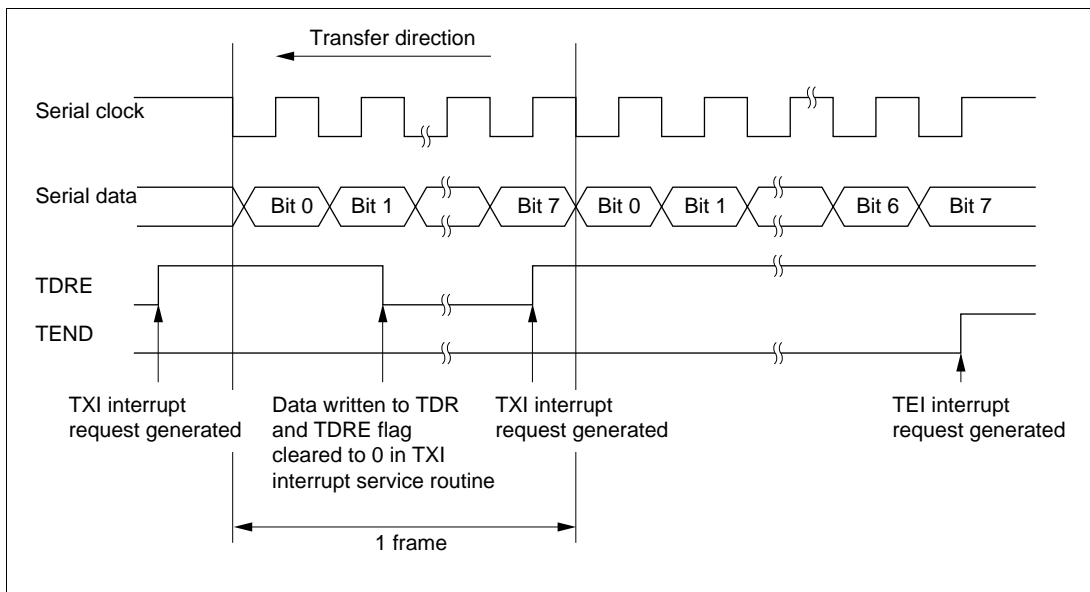 Transfer direction
Serial clock
Serial data
Bit 0
Bit 1
Bit 7
Bit 0
Bit 1
Bit 6
Bit 7
TDRE
TEND
TXI interrupt
request generated
Data written to TDR
and TDRE flag
cleared to 0 in TXI
interrupt service routine
TXI interrupt
request generated
TEI interrupt
request generated
1 frame